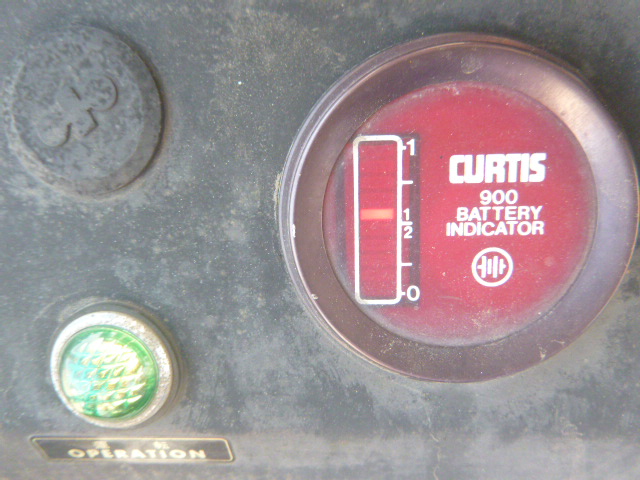 1
CURTIS
900
BATTERY
INDICATOR
1
2
0
OPERATION